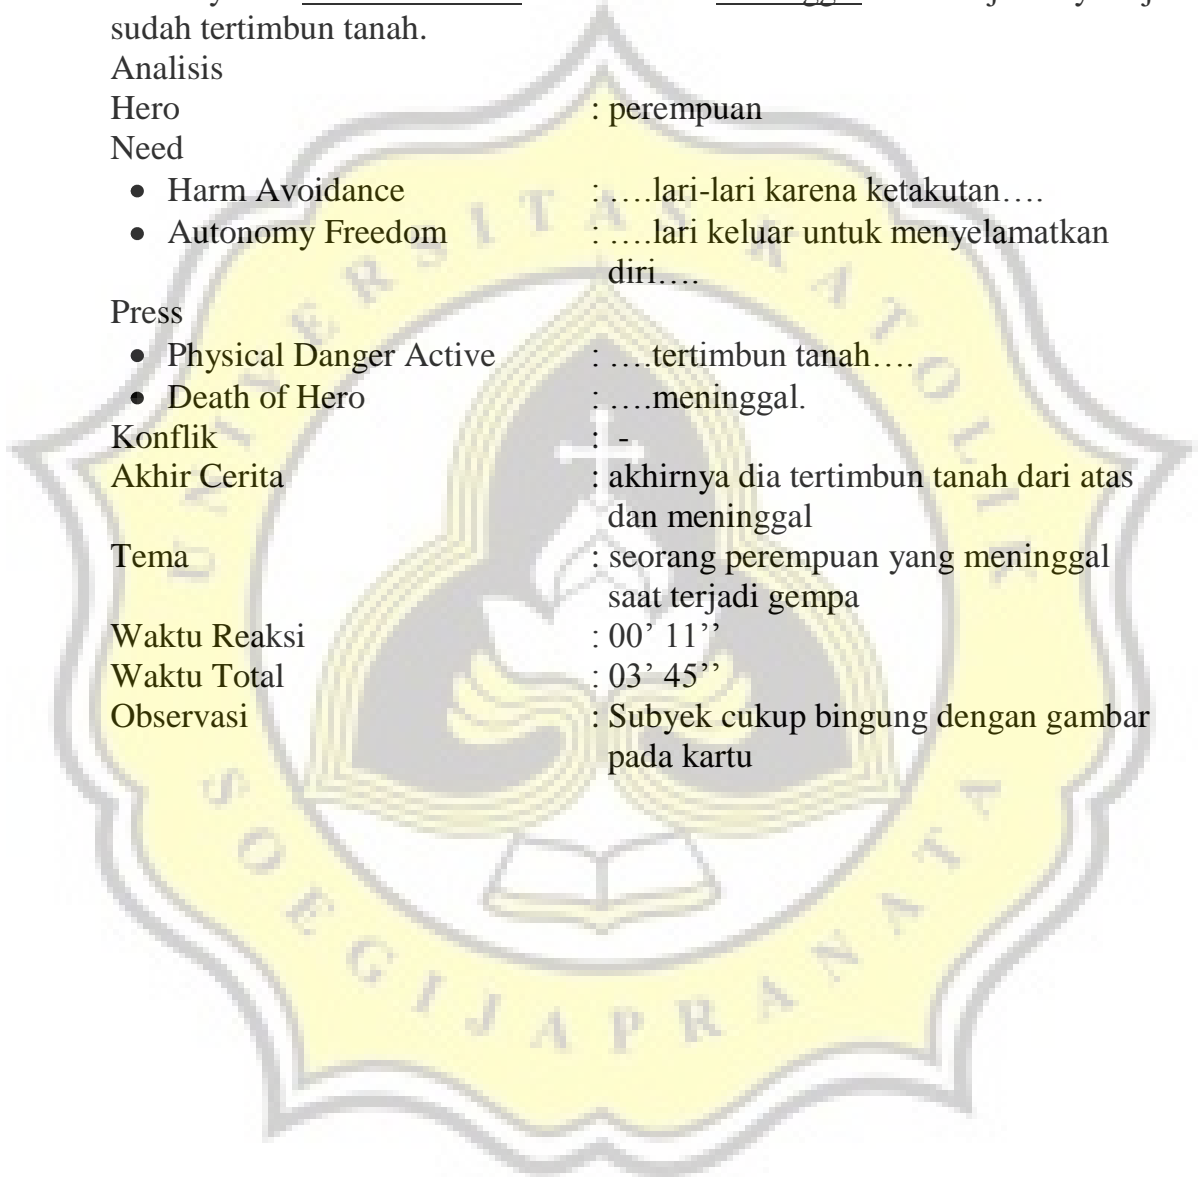 sudah tertimbun tanah.
Analisis
Hero : perempuan
Need
• Harm Avoidance : ….lari-lari karena ketakutan….
• Autonomy Freedom : ….lari keluar untuk menyelamatkan
diri….
Press
• Physical Danger Active : ….tertimbun tanah….
• Death of Hero : ….meninggal.
Konflik : -
Akhir Cerita : akhirnya dia tertimbun tanah dari atas
dan meninggal
Tema : seorang perempuan yang meninggal
saat terjadi gempa
Waktu Reaksi : 00’ 11’’
Waktu Total : 03’ 45’’
Observasi : Subyek cukup bingung dengan gambar
pada kartu
UNIVERSITAS KATOLIK
SOEGIJAPRANATA